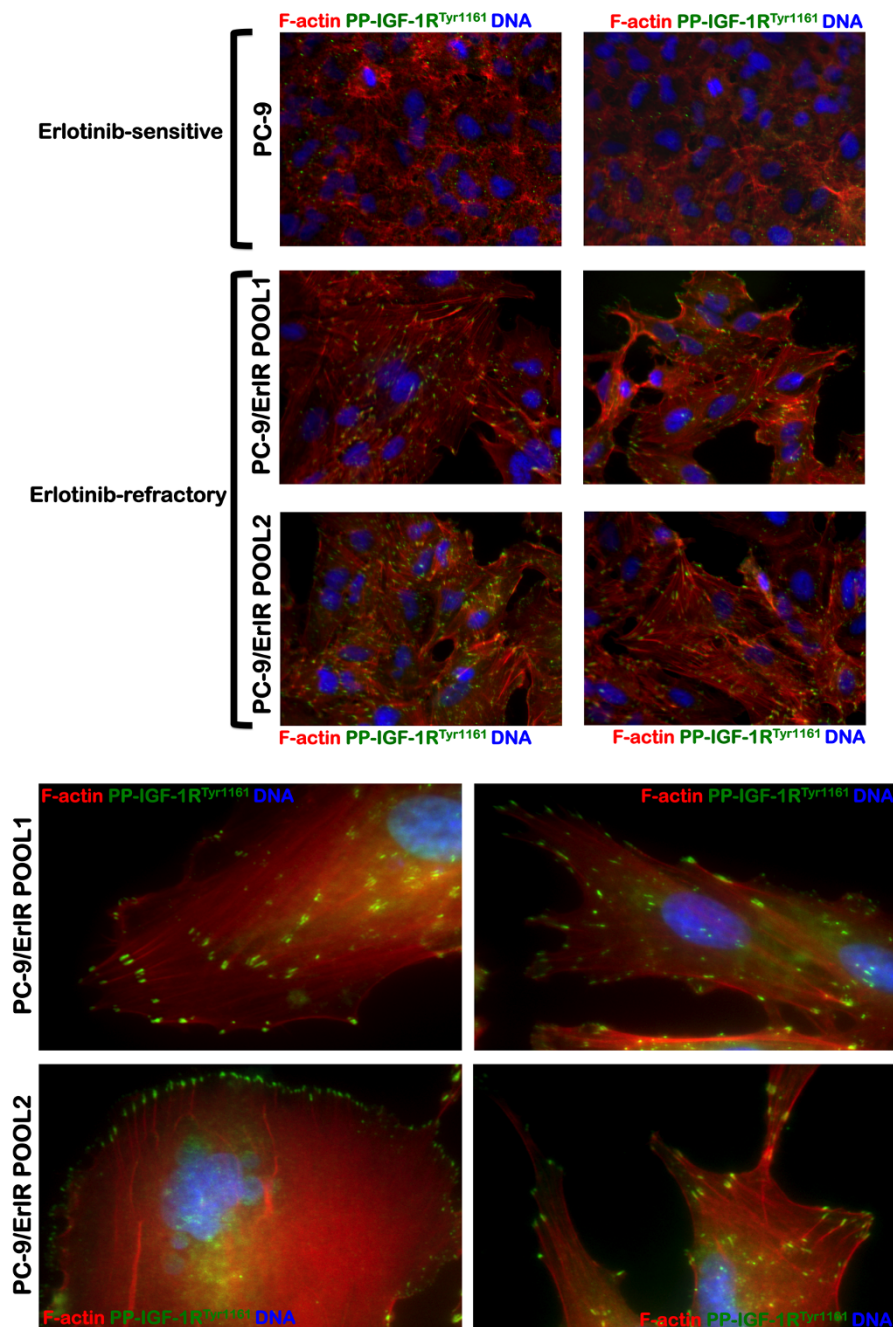 F-actin PP-IGF-1R^Tyr1161 DNA
F-actin PP-IGF-1R^Tyr1161 DNA
Erlotinib-sensitive
PC-9
Erlotinib-refractory
PC-9/ErlR POOL1
PC-9/ErlR POOL2
F-actin PP-IGF-1R^Tyr1161 DNA
F-actin PP-IGF-1R^Tyr1161 DNA
PC-9/ErlR POOL1
F-actin PP-IGF-1R^Tyr1161 DNA
F-actin PP-IGF-1R^Tyr1161 DNA
PC-9/ErlR POOL2
F-actin PP-IGF-1R^Tyr1161 DNA
F-actin PP-IGF-1R^Tyr1161 DNA